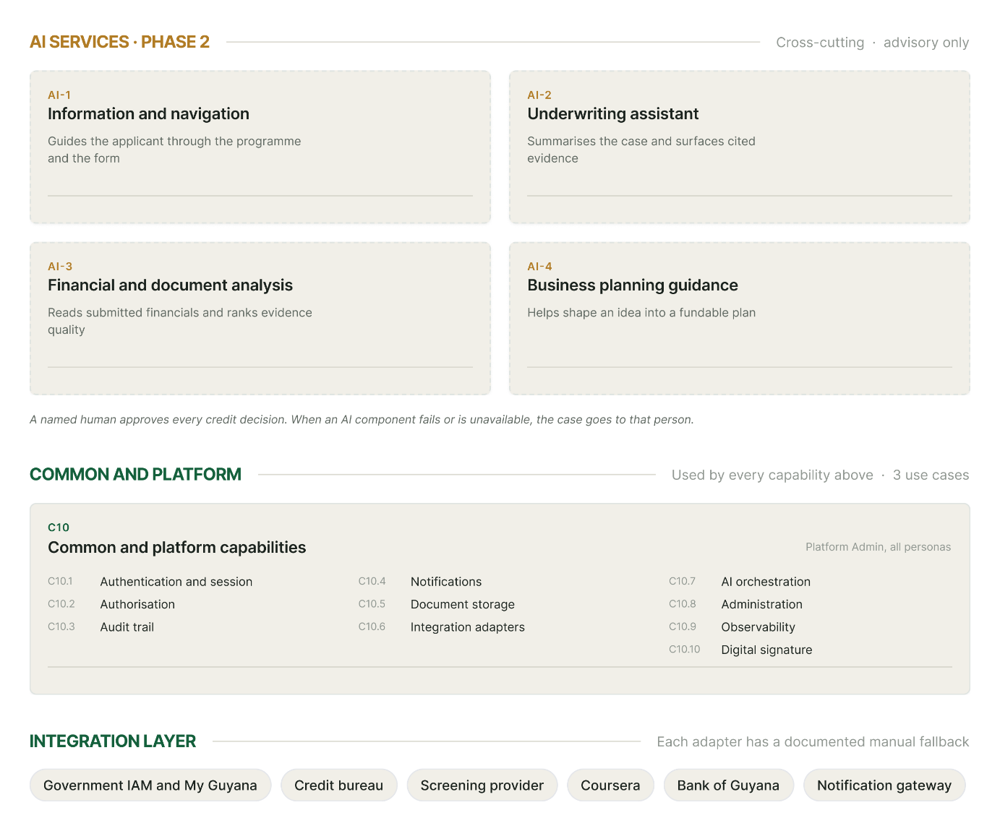 AI SERVICES · PHASE 2
Cross-cutting · advisory only
AI-1
Information and navigation
Guides the applicant through the programme
and the form
AI-2
Underwriting assistant
Summarises the case and surfaces cited
evidence
AI-3
Financial and document analysis
Reads submitted financials and ranks evidence
quality
AI-4
Business planning guidance
Helps shape an idea into a fundable plan
A named human approves every credit decision. When an AI component fails or is unavailable, the case goes to that person.
COMMON AND PLATFORM
Used by every capability above · 3 use cases
C10
Common and platform capabilities
Platform Admin, all personas
C10.1 Authentication and session
C10.2 Authorisation
C10.3 Audit trail
C10.4 Notifications
C10.5 Document storage
C10.6 Integration adapters
C10.7 AI orchestration
C10.8 Administration
C10.9 Observability
C10.10 Digital signature
INTEGRATION LAYER
Each adapter has a documented manual fallback
Government IAM and My Guyana
Credit bureau
Screening provider
Coursera
Bank of Guyana
Notification gateway